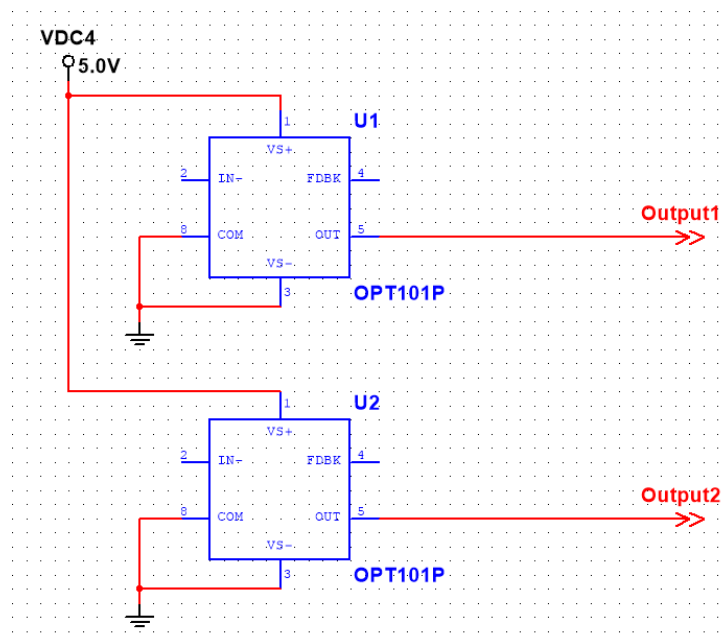 VDC4
5.0V
1
U1
VS+
2
IN-
FDBK
4
Output1
8
COM
OUT
5
VS-
3
OPT101P
1
U2
VS+
2
IN-
FDBK
4
Output2
8
COM
OUT
5
VS-
3
OPT101P